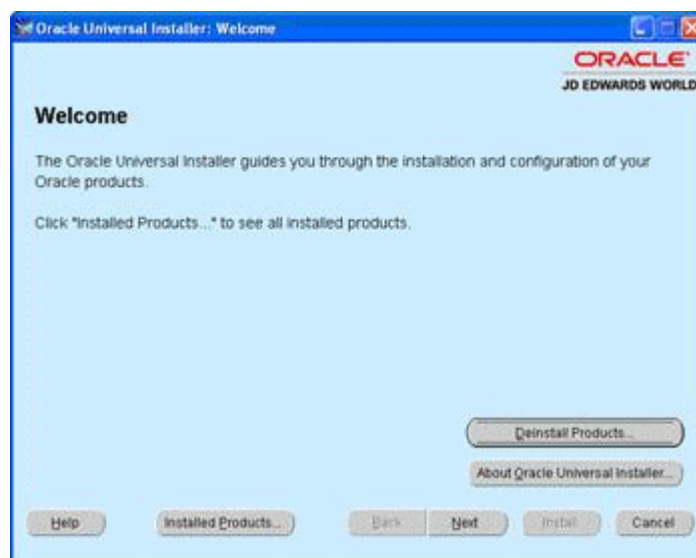 Oracle Universal Installer: Welcome
ORACLE'
JD EDWARDS WORLD
Welcome
The Oracle Universal Installer guides you through the installation and configuration of your
Oracle products.
Click "Installed Products..." to see all installed products.
Deinstall Products...
About Oracle Universal Installer...
Help Installed Products... Back Next Install Cancel